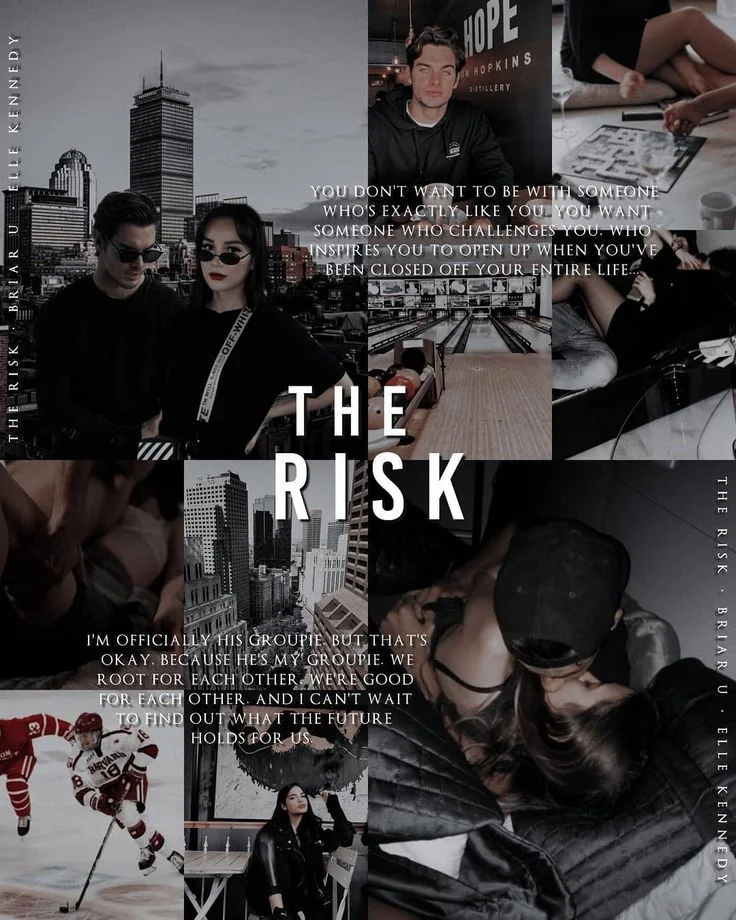 THE RISK · BRIAR U · ELLE KENNEDY
HOPE
HOPKINS
DISTILLERY
YOU DON'T WANT TO BE WITH SOMEONE
WHO'S EXACTLY LIKE YOU. YOU WANT
SOMEONE WHO CHALLENGES YOU. WHO
INSPIRES YOU TO OPEN UP WHEN YOU'VE
BEEN CLOSED OFF YOUR ENTIRE LIFE...
OFF-WH
THE
RISK
I'M OFFICIALLY HIS GROUPIE. BUT THAT'S
OKAY. BECAUSE HE'S MY GROUPIE. WE
ROOT FOR EACH OTHER. WE'RE GOOD
FOR EACH OTHER. AND I CAN'T WAIT
TO FIND OUT WHAT THE FUTURE
HOLDS FOR US.
HARVARD
18
THE RISK · BRIAR U · ELLE KENNEDY